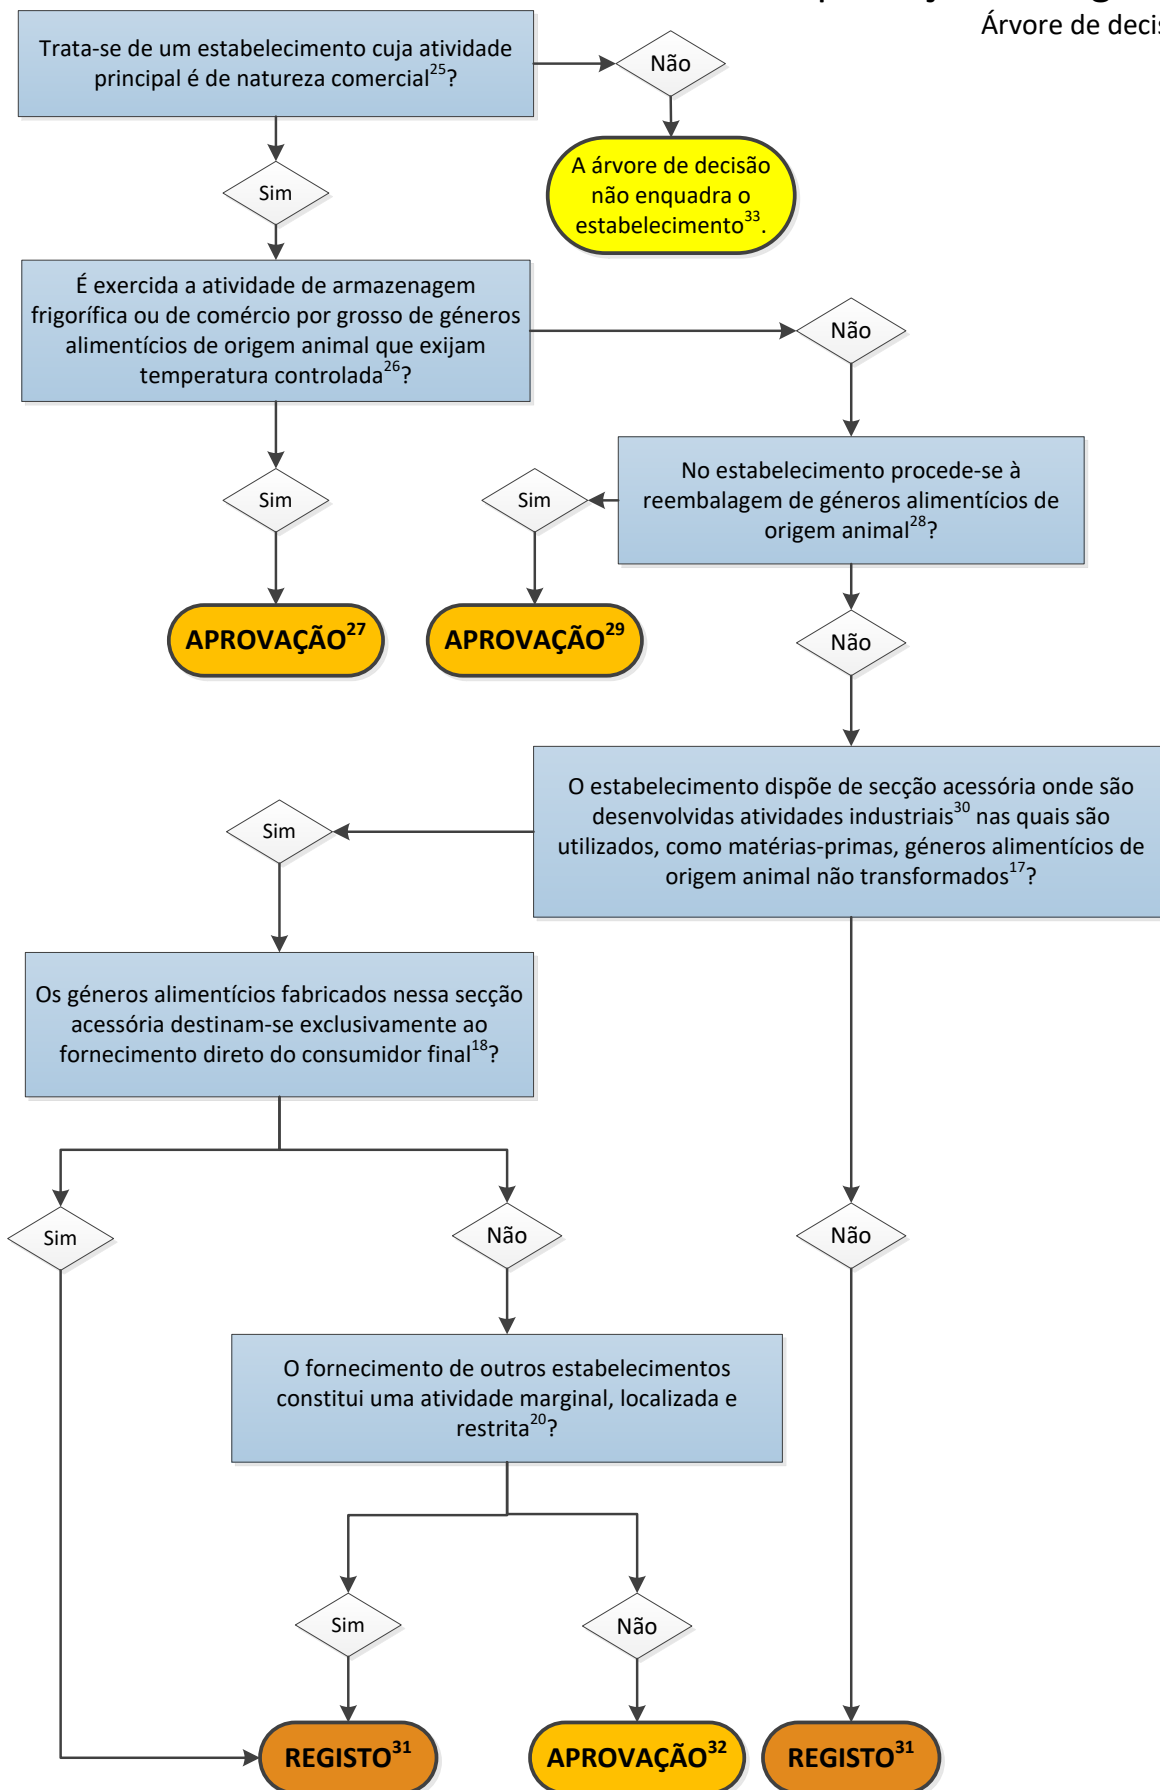 Árvore de decis
Trata-se de um estabelecimento cuja atividade
principal é de natureza comercial25?
Não
A árvore de decisão
não enquadra o
estabelecimento33.
Sim
É exercida a atividade de armazenagem
frigorífica ou de comércio por grosso de géneros
alimentícios de origem animal que exijam
temperatura controlada26?
Não
No estabelecimento procede-se à
reembalagem de géneros alimentícios de
origem animal28?
Sim
Sim
APROVAÇÃO27
APROVAÇÃO29
Não
O estabelecimento dispõe de secção acessória onde são
desenvolvidas atividades industriais30 nas quais são
utilizados, como matérias-primas, géneros alimentícios de
origem animal não transformados17?
Sim
Os géneros alimentícios fabricados nessa secção
acessória destinam-se exclusivamente ao
fornecimento direto do consumidor final18?
Sim
Não
Não
O fornecimento de outros estabelecimentos
constitui uma atividade marginal, localizada e
restrita20?
Sim
Não
REGISTO31
APROVAÇÃO32
REGISTO31